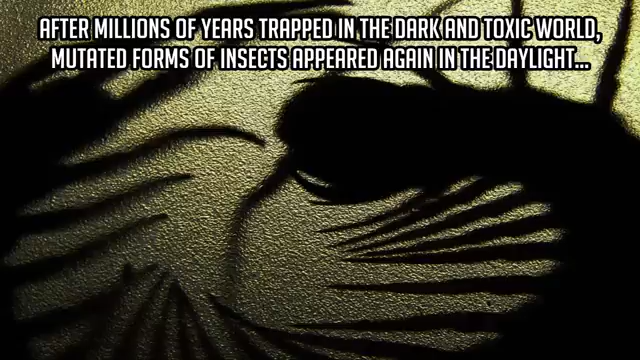 AFTER MILLIONS OF YEARS TRAPPED IN THE DARK AND TOXIC WORLD,
MUTATED FORMS OF INSECTS APPEARED AGAIN IN THE DAYLIGHT...